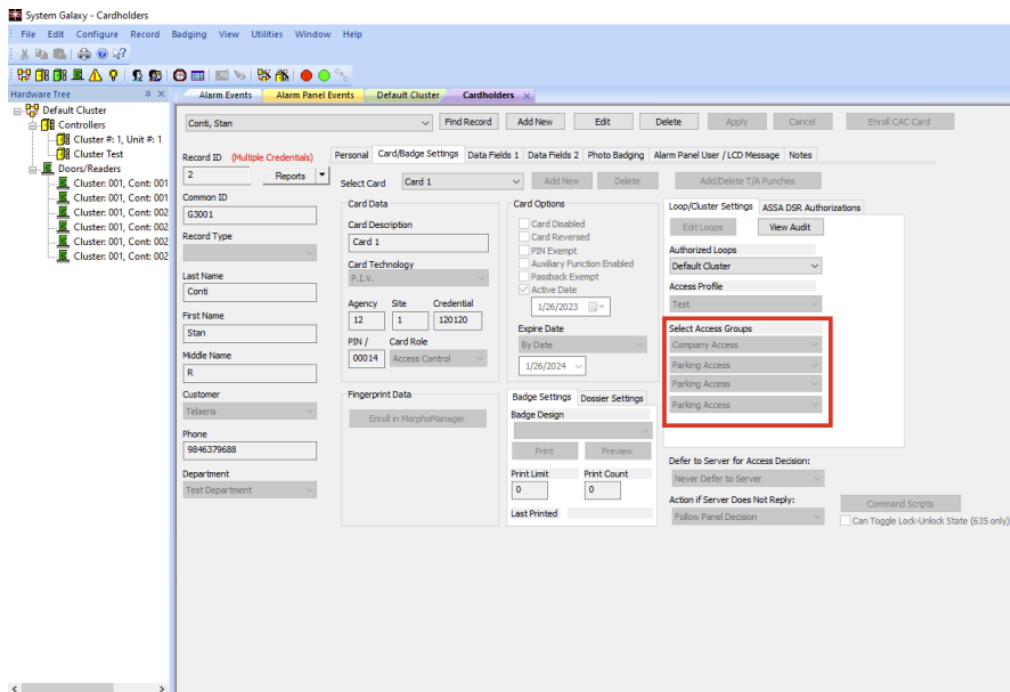 System Galaxy - Cardholders
File Edit Configure Record Badging View Utilities Window Help
Hardware Tree
Default Cluster
Controllers
Cluster #: 1, Unit #: 1
Cluster Test
Doors/Readers
Cluster: 001, Cont: 001
Cluster: 001, Cont: 001
Cluster: 001, Cont: 002
Cluster: 001, Cont: 002
Cluster: 001, Cont: 002
Cluster: 001, Cont: 002
Alarm Events Alarm Panel Events Default Cluster Cardholders
Conti, Stan Find Record Add New Edit Delete Apply Cancel Enroll CAC Card
Record ID (Multiple Credentials)
2 Reports
Common ID
G3001
Record Type
Last Name
Conti
First Name
Stan
Middle Name
R
Customer
Telaeris
Phone
9846379688
Department
Test Department
Personal Card/Badge Settings Data Fields 1 Data Fields 2 Photo Badging Alarm Panel User / LCD Message Notes
Select Card Card 1 Add New Delete Add/Delete T/A Punches
Card Data
Card Description
Card 1
Card Technology
P.I.V.
Agency Site Credential
12 1 120120
PIN / Card Role
00014 Access Control
Fingerprint Data
Enroll in MorphoManager
Card Options
Card Disabled
Card Reversed
PIN Exempt
Auxiliary Function Enabled
Passback Exempt
Active Date
1/26/2023
Expire Date
By Date
1/26/2024
Badge Settings Dossier Settings
Badge Design
Print Preview
Print Limit Print Count
0 0
Last Printed
Loop/Cluster Settings ASSA DSR Authorizations
Edit Loops View Audit
Authorized Loops
Default Cluster
Access Profile
Test
Select Access Groups
Company Access
Parking Access
Parking Access
Parking Access
Defer to Server for Access Decision:
Never Defer to Server
Action if Server Does Not Reply:
Follow Panel Decision
Command Scripts
Can Toggle Lock-Unlock State (635 only)